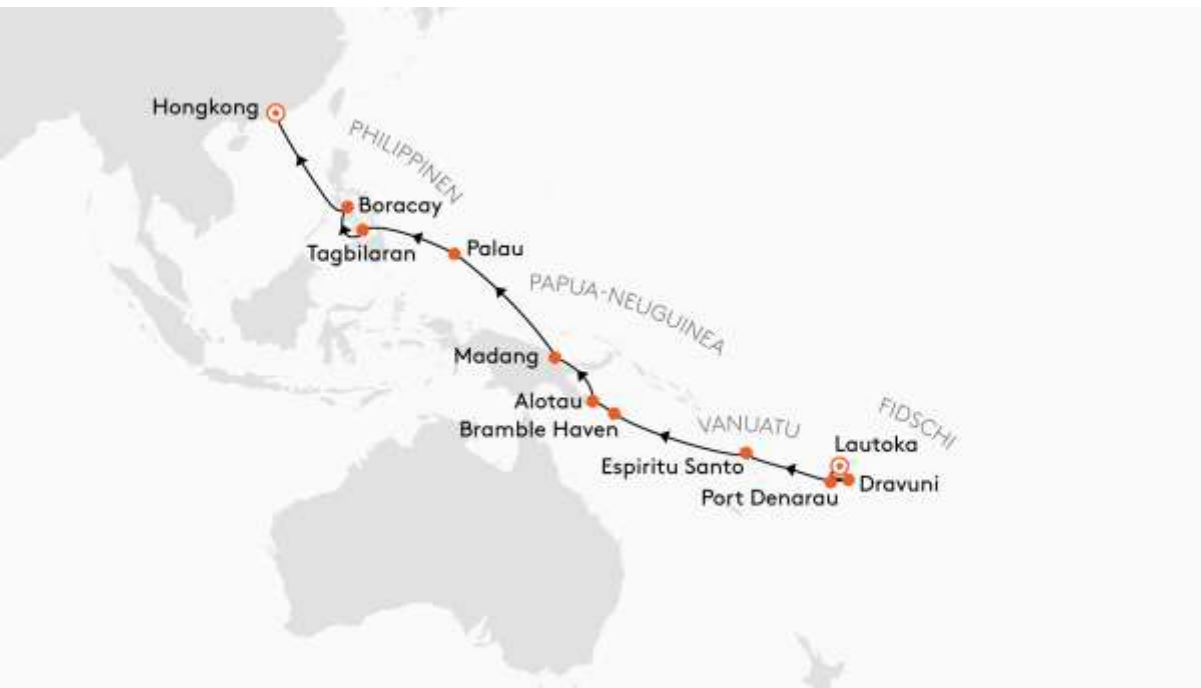 Hongkong
PHILIPPINEN
Boracay
Tagbilaran
Palau
PAPUA-NEUGUINEA
Madang
Alotau
Bramble Haven
VANUATU
FIDSCHI
Lautoka
Espiritu Santo
Dravuni
Port Denarau